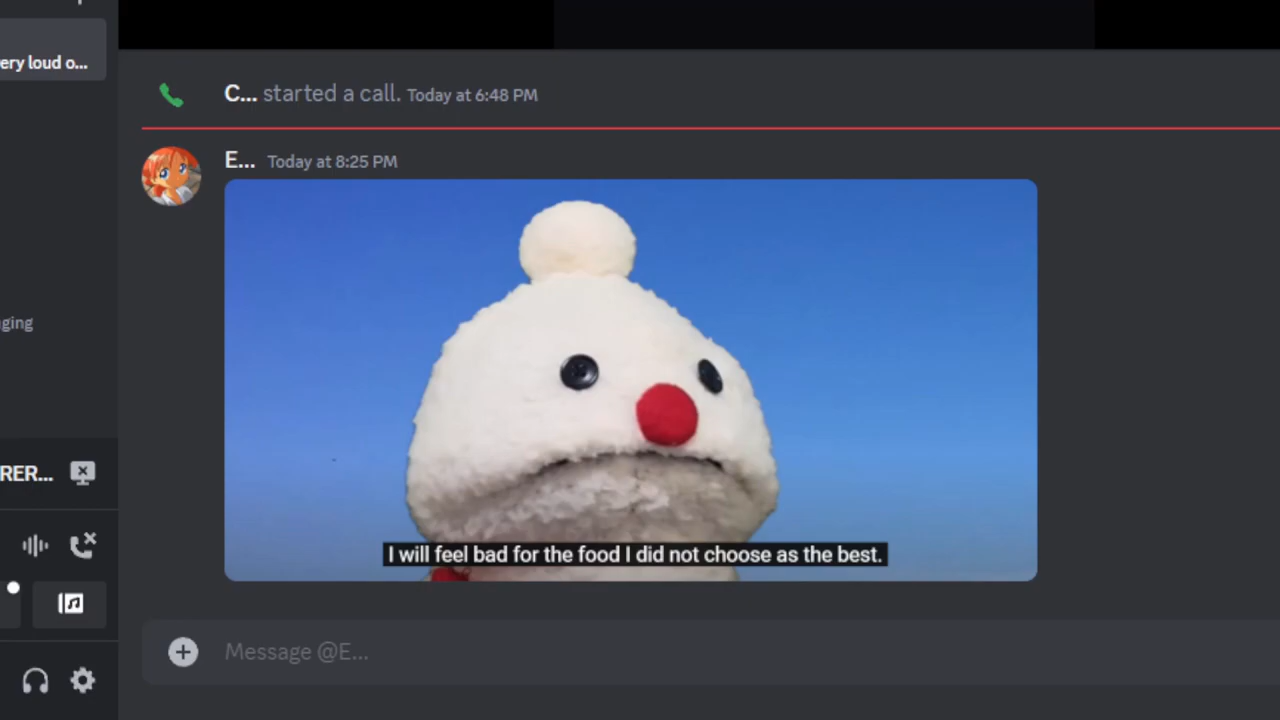 ery loud o...
C... started a call. Today at 6:48 PM
E... Today at 8:25 PM
I will feel bad for the food I did not choose as the best.
ging
RER...
Message @E...